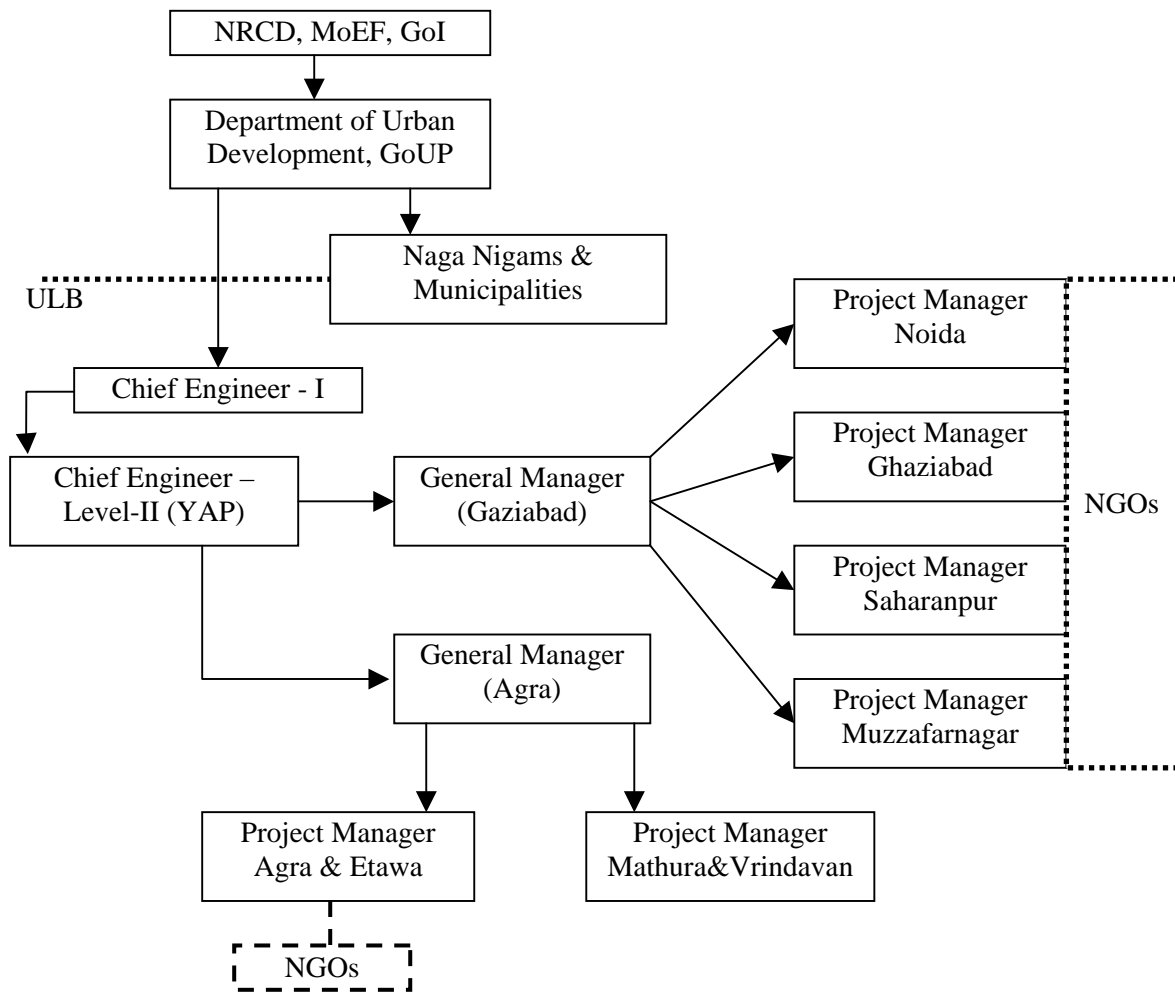 NRCD, MoEF, GoI
Department of Urban
Development, GoUP
Naga Nigams &
Municipalities
ULB
Chief Engineer - I
Chief Engineer –
Level-II (YAP)
General Manager
(Gaziabad)
Project Manager
Noida
Project Manager
Ghaziabad
Project Manager
Saharanpur
Project Manager
Muzzafarnagar
NGOs
General Manager
(Agra)
Project Manager
Agra & Etawa
Project Manager
Mathura&Vrindavan
NGOs